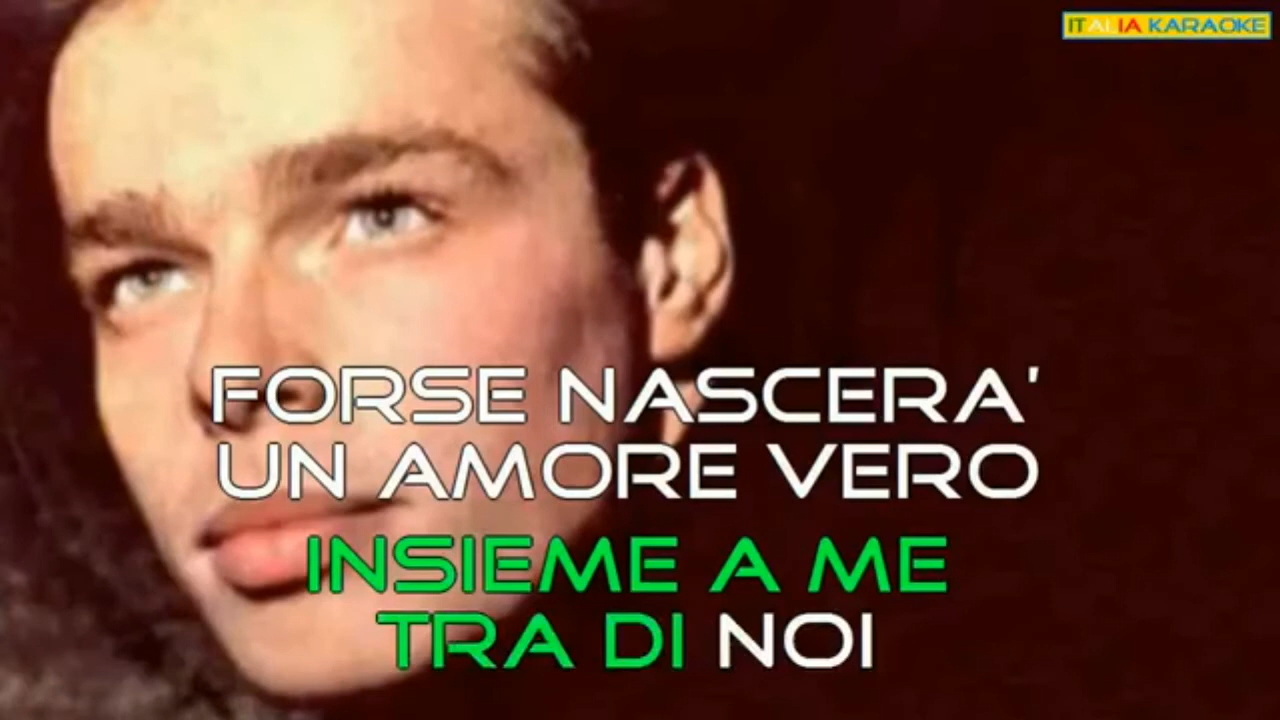 ITALIA KARAOKE
FORSE NASCERA'
UN AMORE VERO
INSIEME A ME
TRA DI NOI